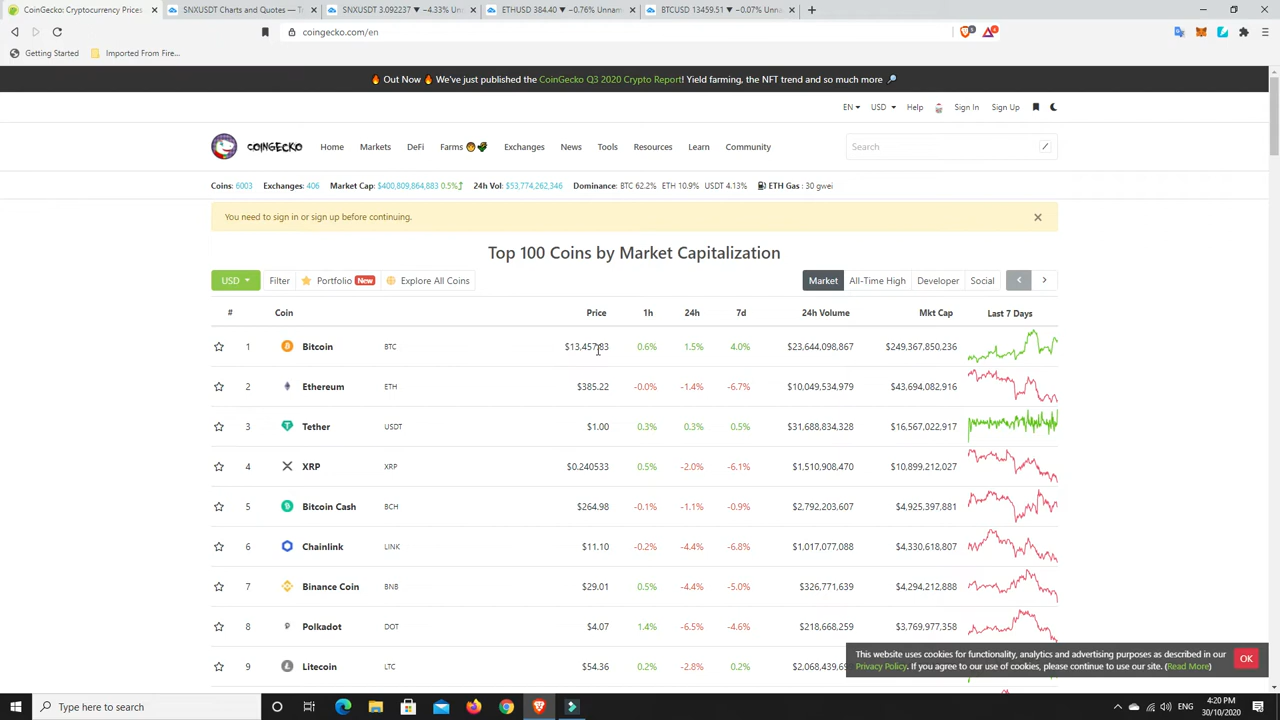 CoinGecko: Cryptocurrency Prices
SNXUSDT Charts and Quotes — T
SNXUSDT 3.092237 ▼ −4.33% Unn
ETHUSD 384.40 ▼ −0.76% Unnam
BTCUSD 13459.51 ▼ −0.07% Unna
coingecko.com/en
Getting Started
Imported From Fire...
🔥 Out Now 🔥 We've just published the CoinGecko Q3 2020 Crypto Report! Yield farming, the NFT trend and so much more 🔎
EN USD Help Sign In Sign Up
COINGECKO Home Markets DeFi Farms Exchanges News Tools Resources Learn Community Search /
Coins: 6003 Exchanges: 406 Market Cap: $400,809,864,883 0.5% 24h Vol: $53,774,262,346 Dominance: BTC 62.2% ETH 10.9% USDT 4.13% ETH Gas: 30 gwei
You need to sign in or sign up before continuing.
Top 100 Coins by Market Capitalization
USD Filter Portfolio New Explore All Coins Market All-Time High Developer Social
# Coin Price 1h 24h 7d 24h Volume Mkt Cap Last 7 Days
1 Bitcoin BTC $13,457.83 0.6% 1.5% 4.0% $23,644,098,867 $249,367,850,236
2 Ethereum ETH $385.22 -0.0% -1.4% -6.7% $10,049,534,979 $43,694,082,916
3 Tether USDT $1.00 0.3% 0.3% 0.5% $31,688,834,328 $16,567,022,917
4 XRP XRP $0.240533 0.5% -2.0% -6.1% $1,510,908,470 $10,899,212,027
5 Bitcoin Cash BCH $264.98 -0.1% -1.1% -0.9% $2,792,203,607 $4,925,397,881
6 Chainlink LINK $11.10 -0.2% -4.4% -6.8% $1,017,077,088 $4,330,618,807
7 Binance Coin BNB $29.01 0.5% -4.4% -5.0% $326,771,639 $4,294,212,888
8 Polkadot DOT $4.07 1.4% -6.5% -4.6% $218,668,259 $3,769,977,358
9 Litecoin LTC $54.36 0.2% -2.8% 0.2% $2,068,439,69
This website uses cookies for functionality, analytics and advertising purposes as described in our
Privacy Policy. If you agree to our use of cookies, please continue to use our site. (Read More)
OK
Type here to search
ENG
4:20 PM
30/10/2020